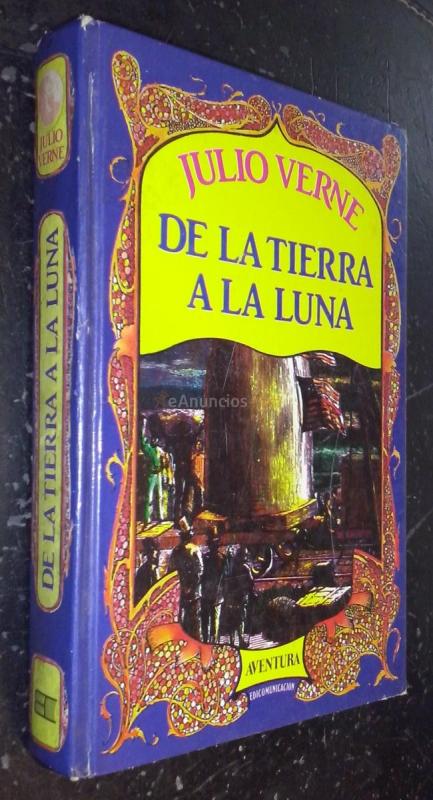 JULIO
VERNE
DE LA TIERRA A LA LUNA
JULIO VERNE
DE LA TIERRA
A LA LUNA
eAnuncios
AVENTURA
EDICOMUNICACIÓN